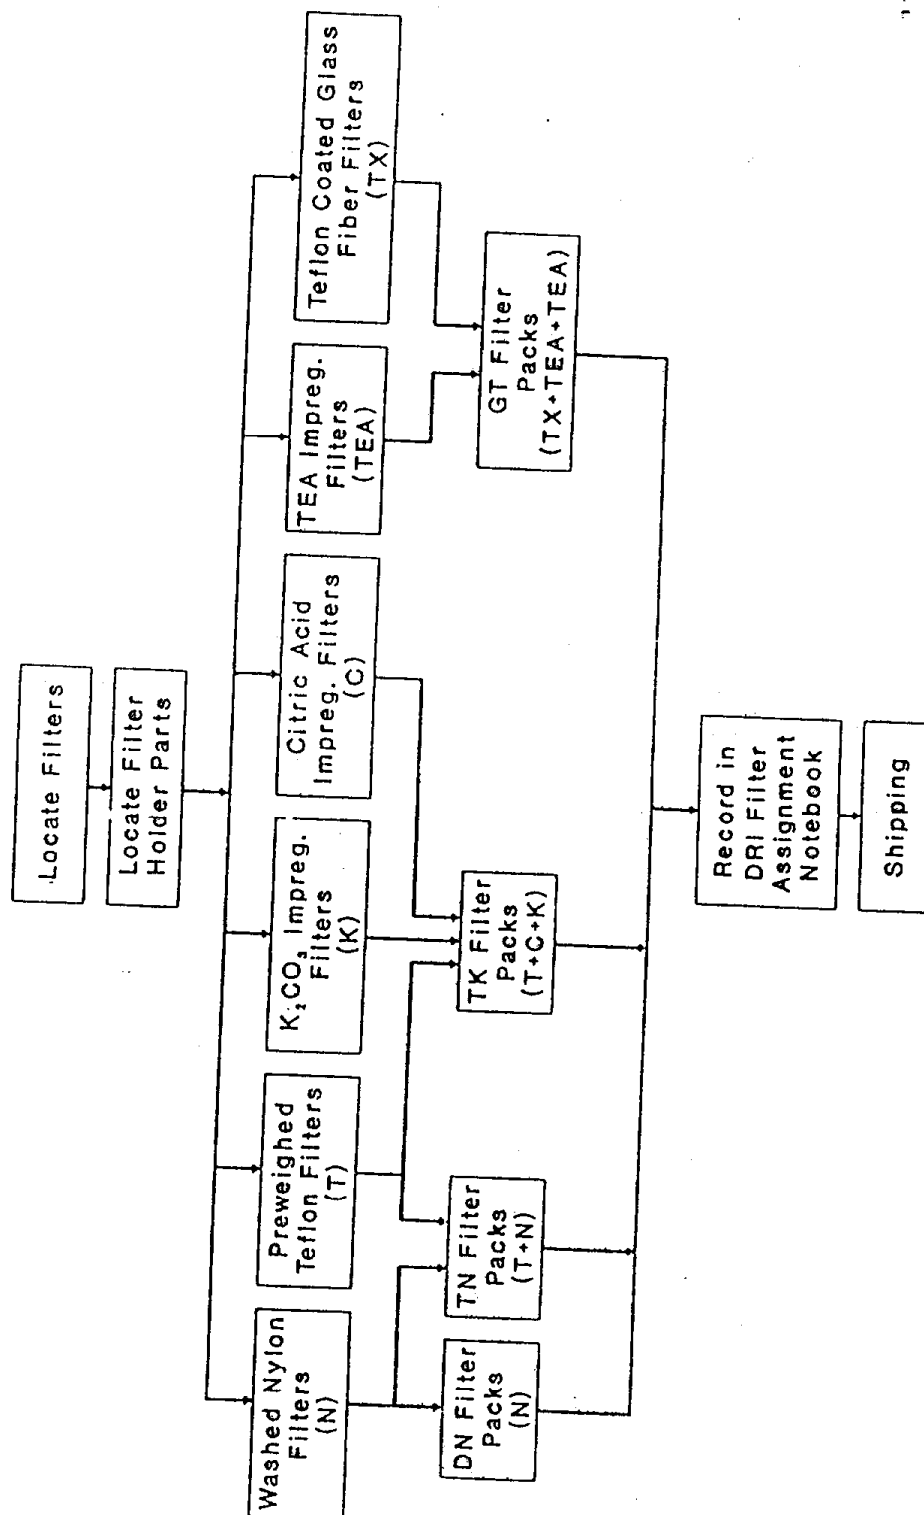 Locate Filters
Locate Filter
Holder Parts
Washed Nylon
Filters
(N)
Preweighed
Teflon Filters
(T)
K₂CO₃ Impreg.
Filters
(K)
Citric Acid
Impreg. Filters
(C)
TEA Impreg.
Filters
(TEA)
Teflon Coated Glass
Fiber Filters
(TX)
DN Filter
Packs
(N)
TN Filter
Packs
(T+N)
TK Filter
Packs
(T+C+K)
GT Filter
Packs
(TX+TEA+TEA)
Record in
DRI Filter
Assignment
Notebook
Shipping